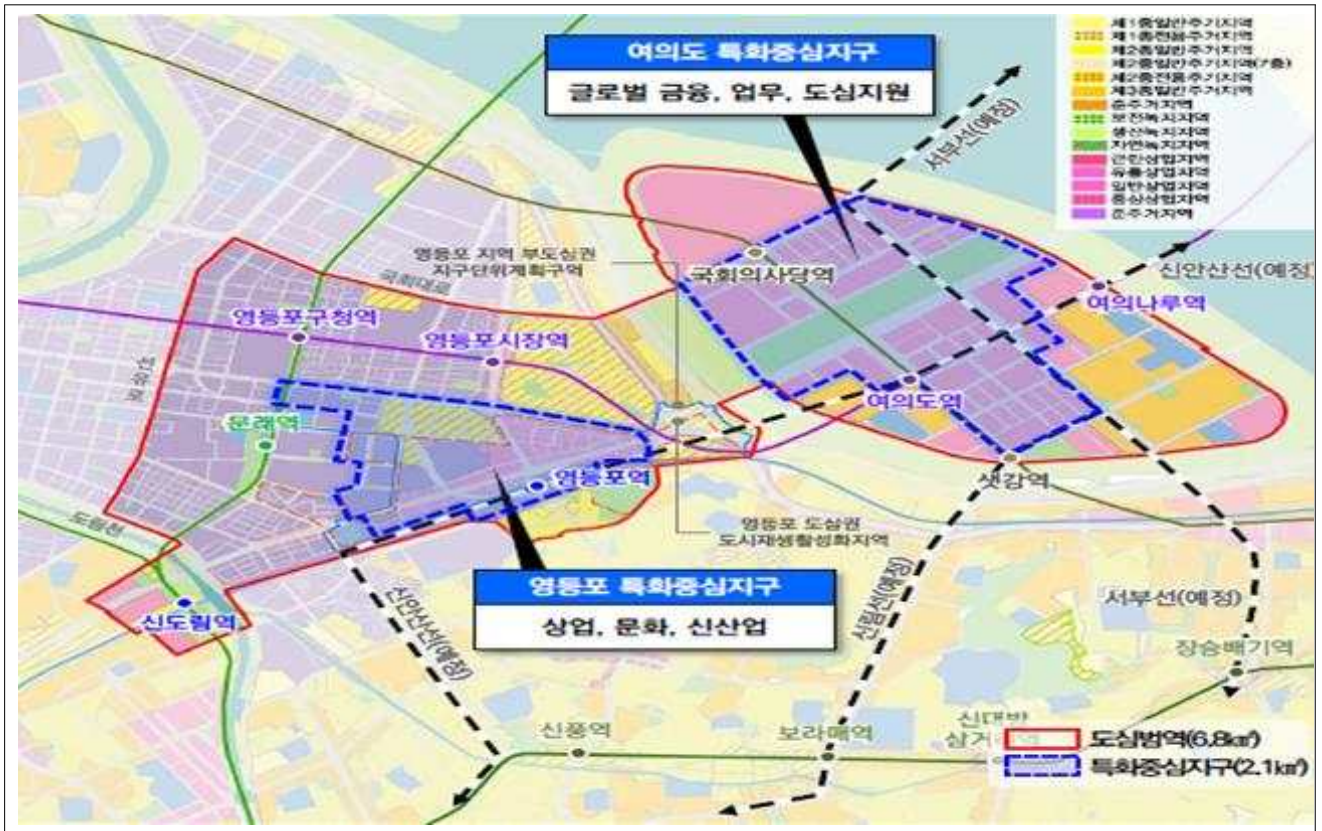 여의도 특화중심지구
글로벌 금융, 업무, 도심지원
제1종일반주거지역
제1종전용주거지역
제2종일반주거지역
제2종일반주거지역(7층)
제2종전용주거지역
제3종일반주거지역
준주거지역
보전녹지지역
생산녹지지역
자연녹지지역
근린상업지역
유통상업지역
일반상업지역
중심상업지역
서부선(예정)
영등포 지역 부도심권
지구단위계획구역
국회대로
국회의사당역
신안산선(예정)
여의나루역
영등포구청역
영등포시장역
여의도역
문래역
영등포역
샛강역
도림천
영등포 도심권
도시재생활성화지역
영등포 특화중심지구
상업, 문화, 신산업
신도림역
신안산선(예정)
신림선(예정)
서부선(예정)
장승배기역
신풍역
보라매역
신대방
도심범역(6.8㎢)
특화중심지구(2.1㎢)